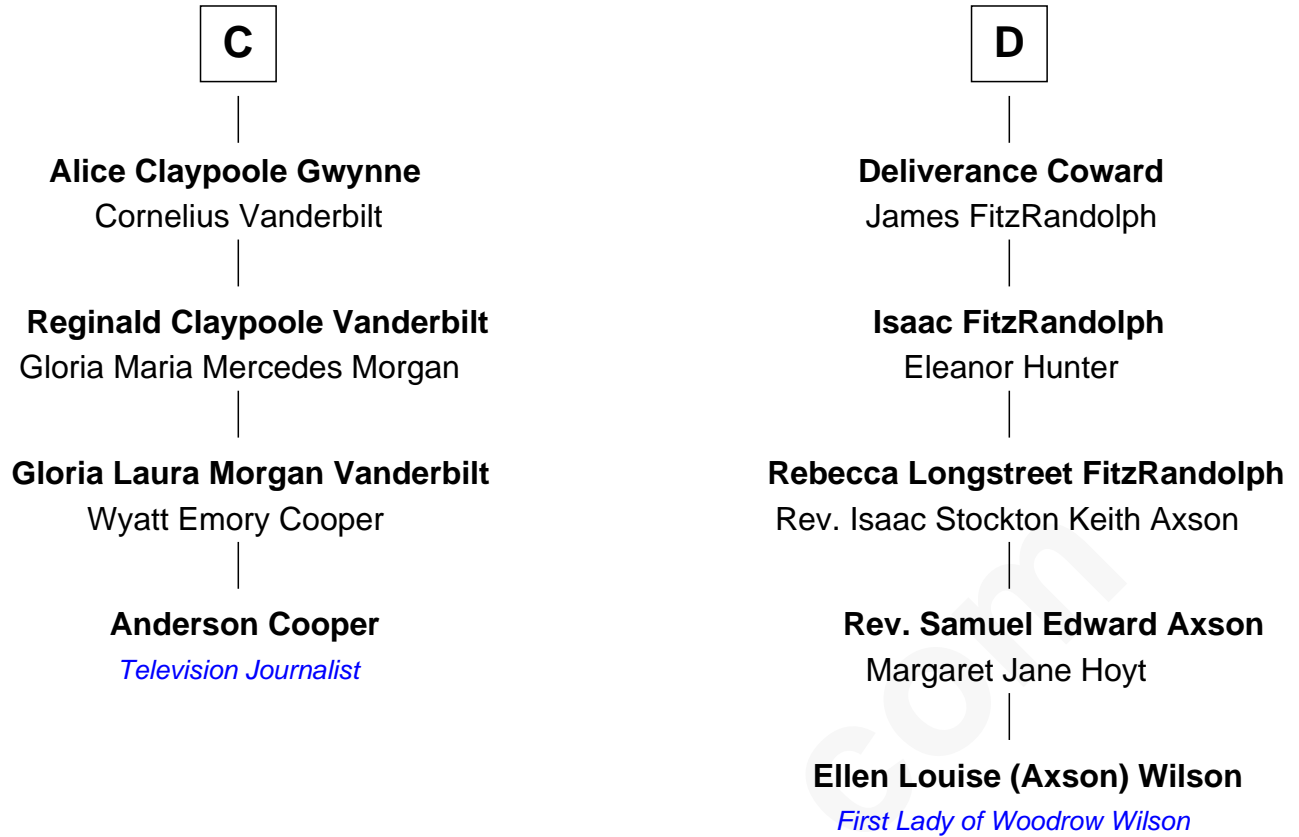 C
Alice Claypoole Gwynne
Cornelius Vanderbilt
Reginald Claypoole Vanderbilt
Gloria Maria Mercedes Morgan
Gloria Laura Morgan Vanderbilt
Wyatt Emory Cooper
Anderson Cooper
Television Journalist
D
Deliverance Coward
James FitzRandolph
Isaac FitzRandolph
Eleanor Hunter
Rebecca Longstreet FitzRandolph
Rev. Isaac Stockton Keith Axson
Rev. Samuel Edward Axson
Margaret Jane Hoyt
Ellen Louise (Axson) Wilson
First Lady of Woodrow Wilson
com